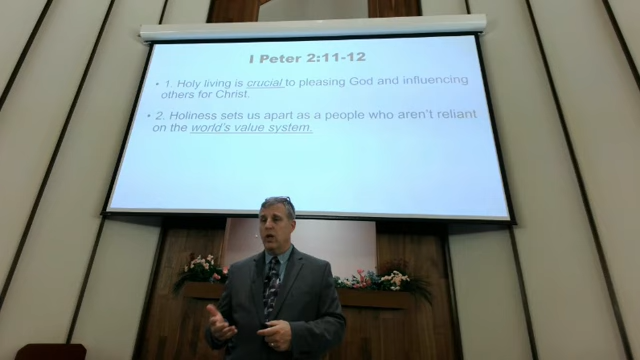 I Peter 2:11-12
• 1. Holy living is crucial to pleasing God and influencing
others for Christ.
• 2. Holiness sets us apart as a people who aren't reliant
on the world's value system.